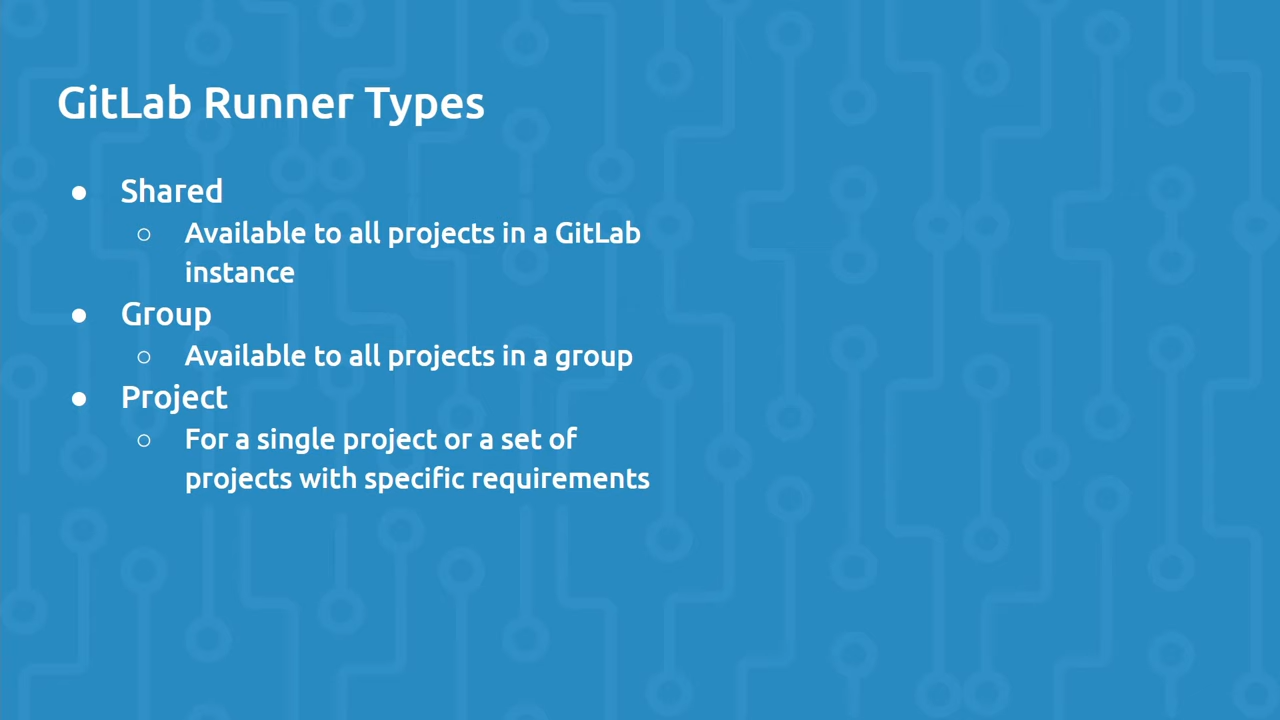 GitLab Runner Types
● Shared
○ Available to all projects in a GitLab
instance
● Group
○ Available to all projects in a group
● Project
○ For a single project or a set of
projects with specific requirements